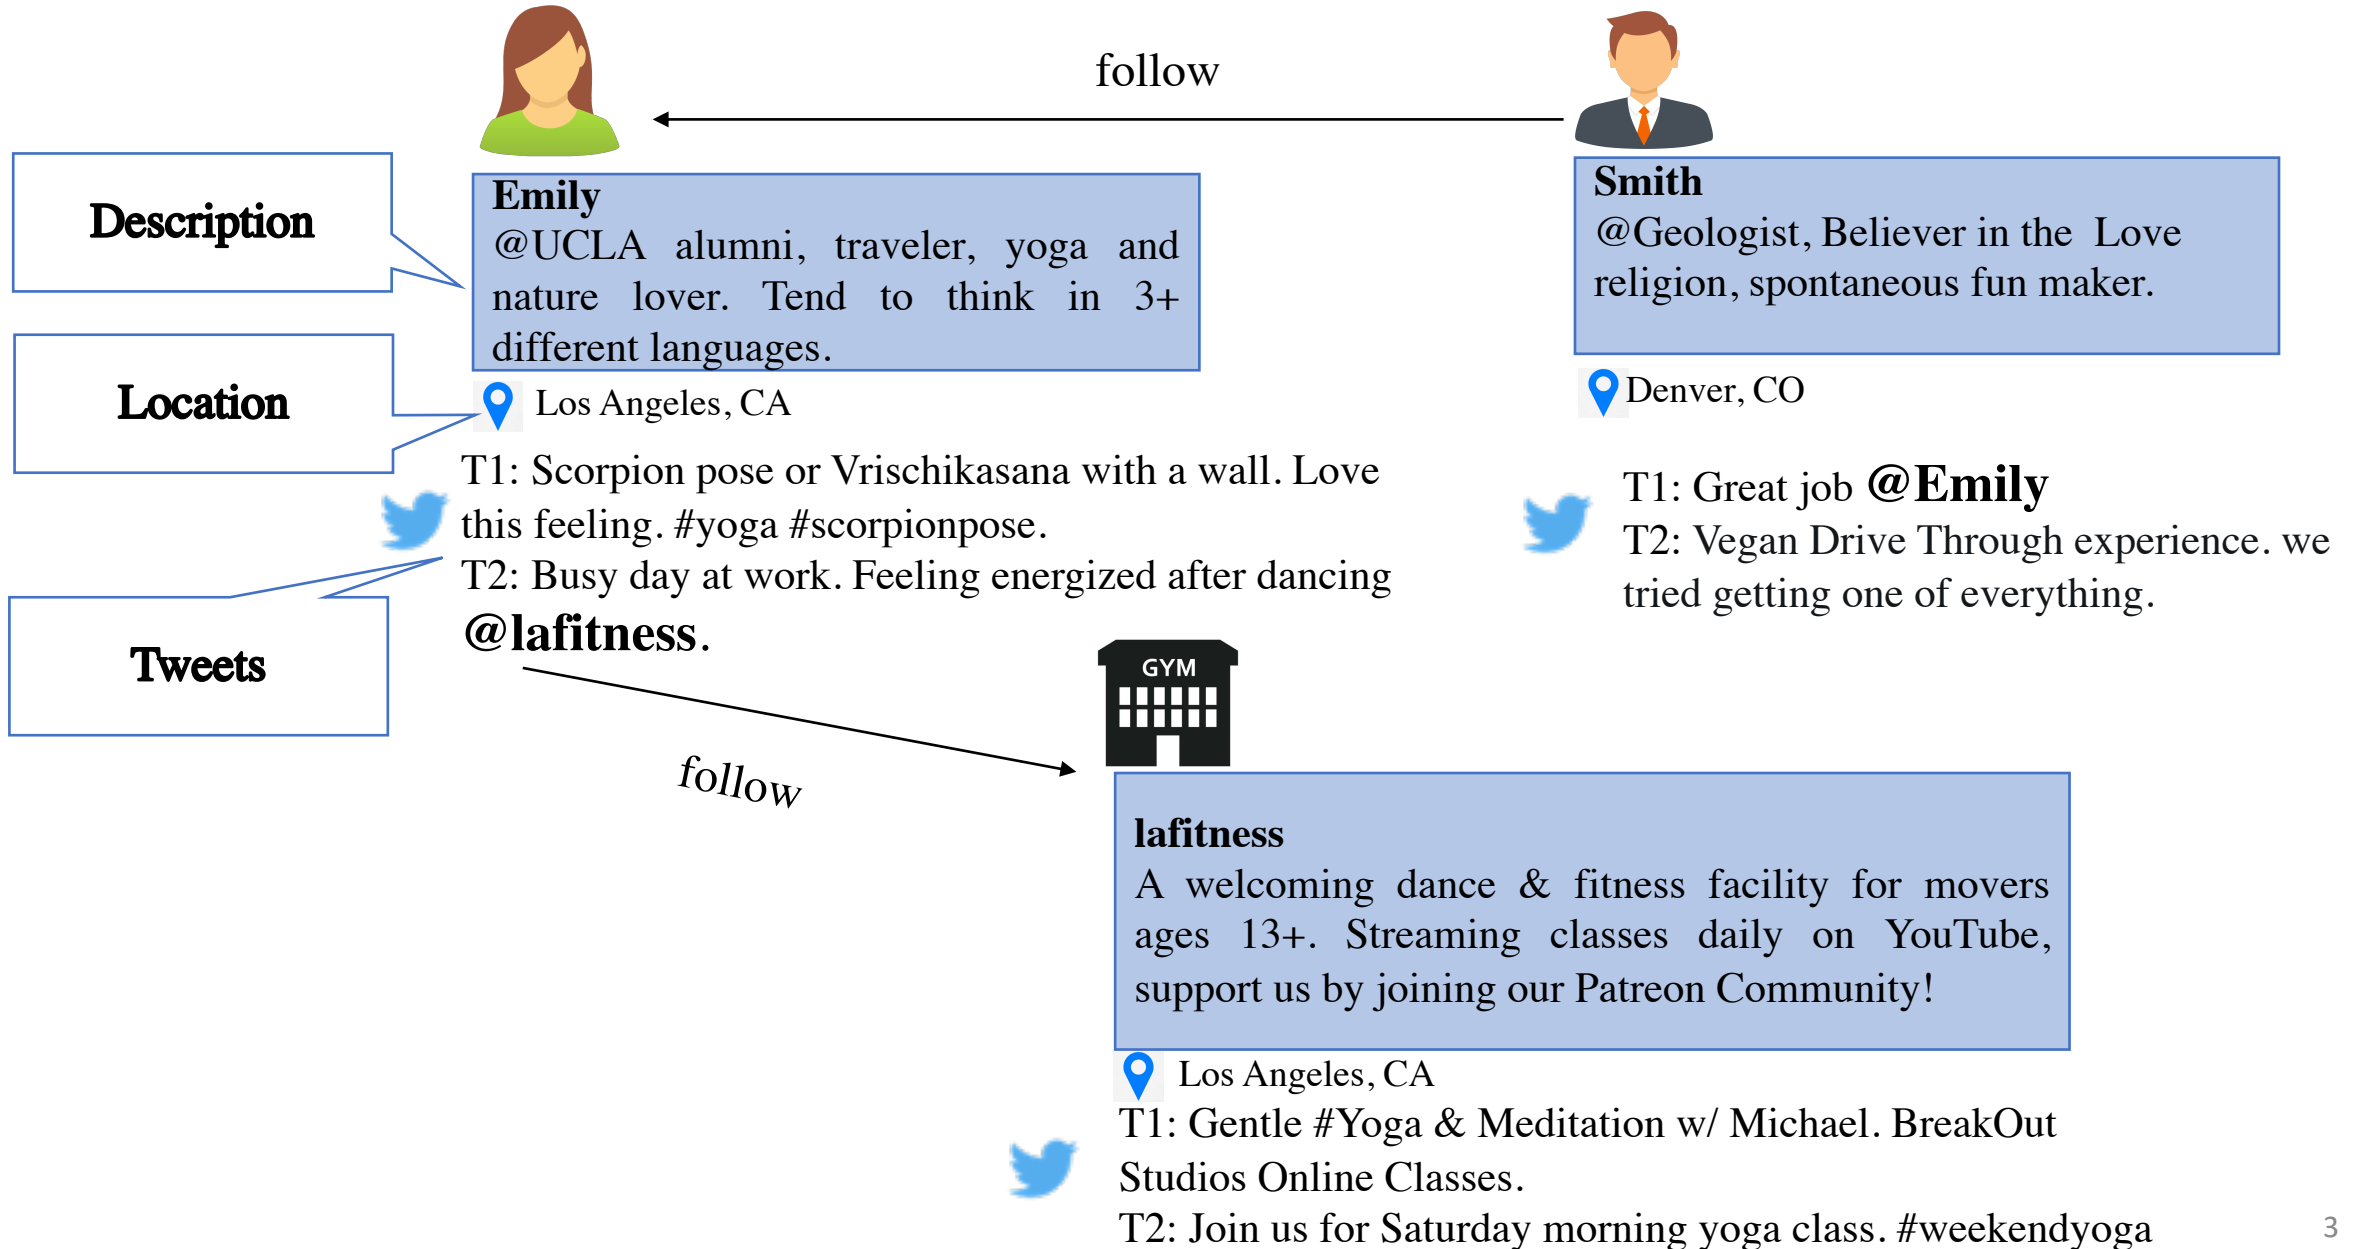 follow
Description
Emily
@UCLA alumni, traveler, yoga and
nature lover. Tend to think in 3+
different languages.
Location
Los Angeles, CA
T1: Scorpion pose or Vrischikasana with a wall. Love
this feeling. #yoga #scorpionpose.
T2: Busy day at work. Feeling energized after dancing
@lafitness.
Tweets
Smith
@Geologist, Believer in the Love
religion, spontaneous fun maker.
Denver, CO
T1: Great job @Emily
T2: Vegan Drive Through experience. we
tried getting one of everything.
follow
GYM
lafitness
A welcoming dance & fitness facility for movers
ages 13+. Streaming classes daily on YouTube,
support us by joining our Patreon Community!
Los Angeles, CA
T1: Gentle #Yoga & Meditation w/ Michael. BreakOut
Studios Online Classes.
T2: Join us for Saturday morning yoga class. #weekendyoga
3